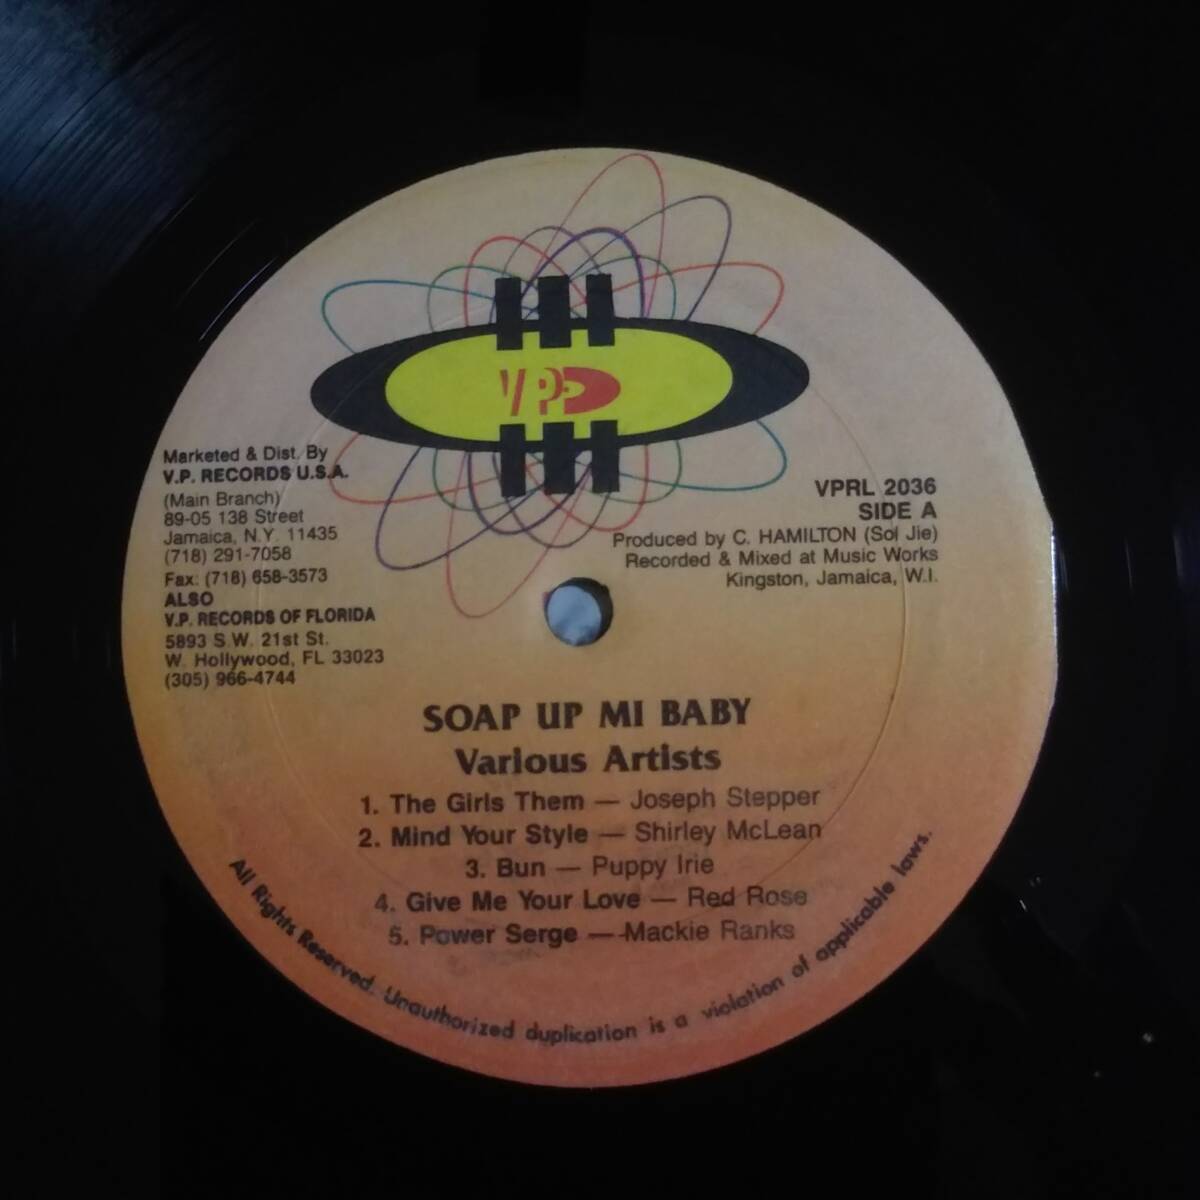 VP
Marketed & Dist. By
V.P. RECORDS U.S.A.
(Main Branch)
89-05 138 Street
Jamaica, N.Y. 11435
(718) 291-7058
Fax: (718) 658-3573
ALSO
V.P. RECORDS OF FLORIDA
5893 S.W. 21st St.
W. Hollywood, FL 33023
(305) 966-4744
VPRL 2036
SIDE A
Produced by C. HAMILTON (Sol Jie)
Recorded & Mixed at Music Works
Kingston, Jamaica, W.I.
SOAP UP MI BABY
Various Artists
1. The Girls Them — Joseph Stepper
2. Mind Your Style — Shirley McLean
3. Bun — Puppy Irie
4. Give Me Your Love — Red Rose
5. Power Serge — Mackie Ranks
All Rights Reserved. Unauthorized duplication is a violation of applicable laws.